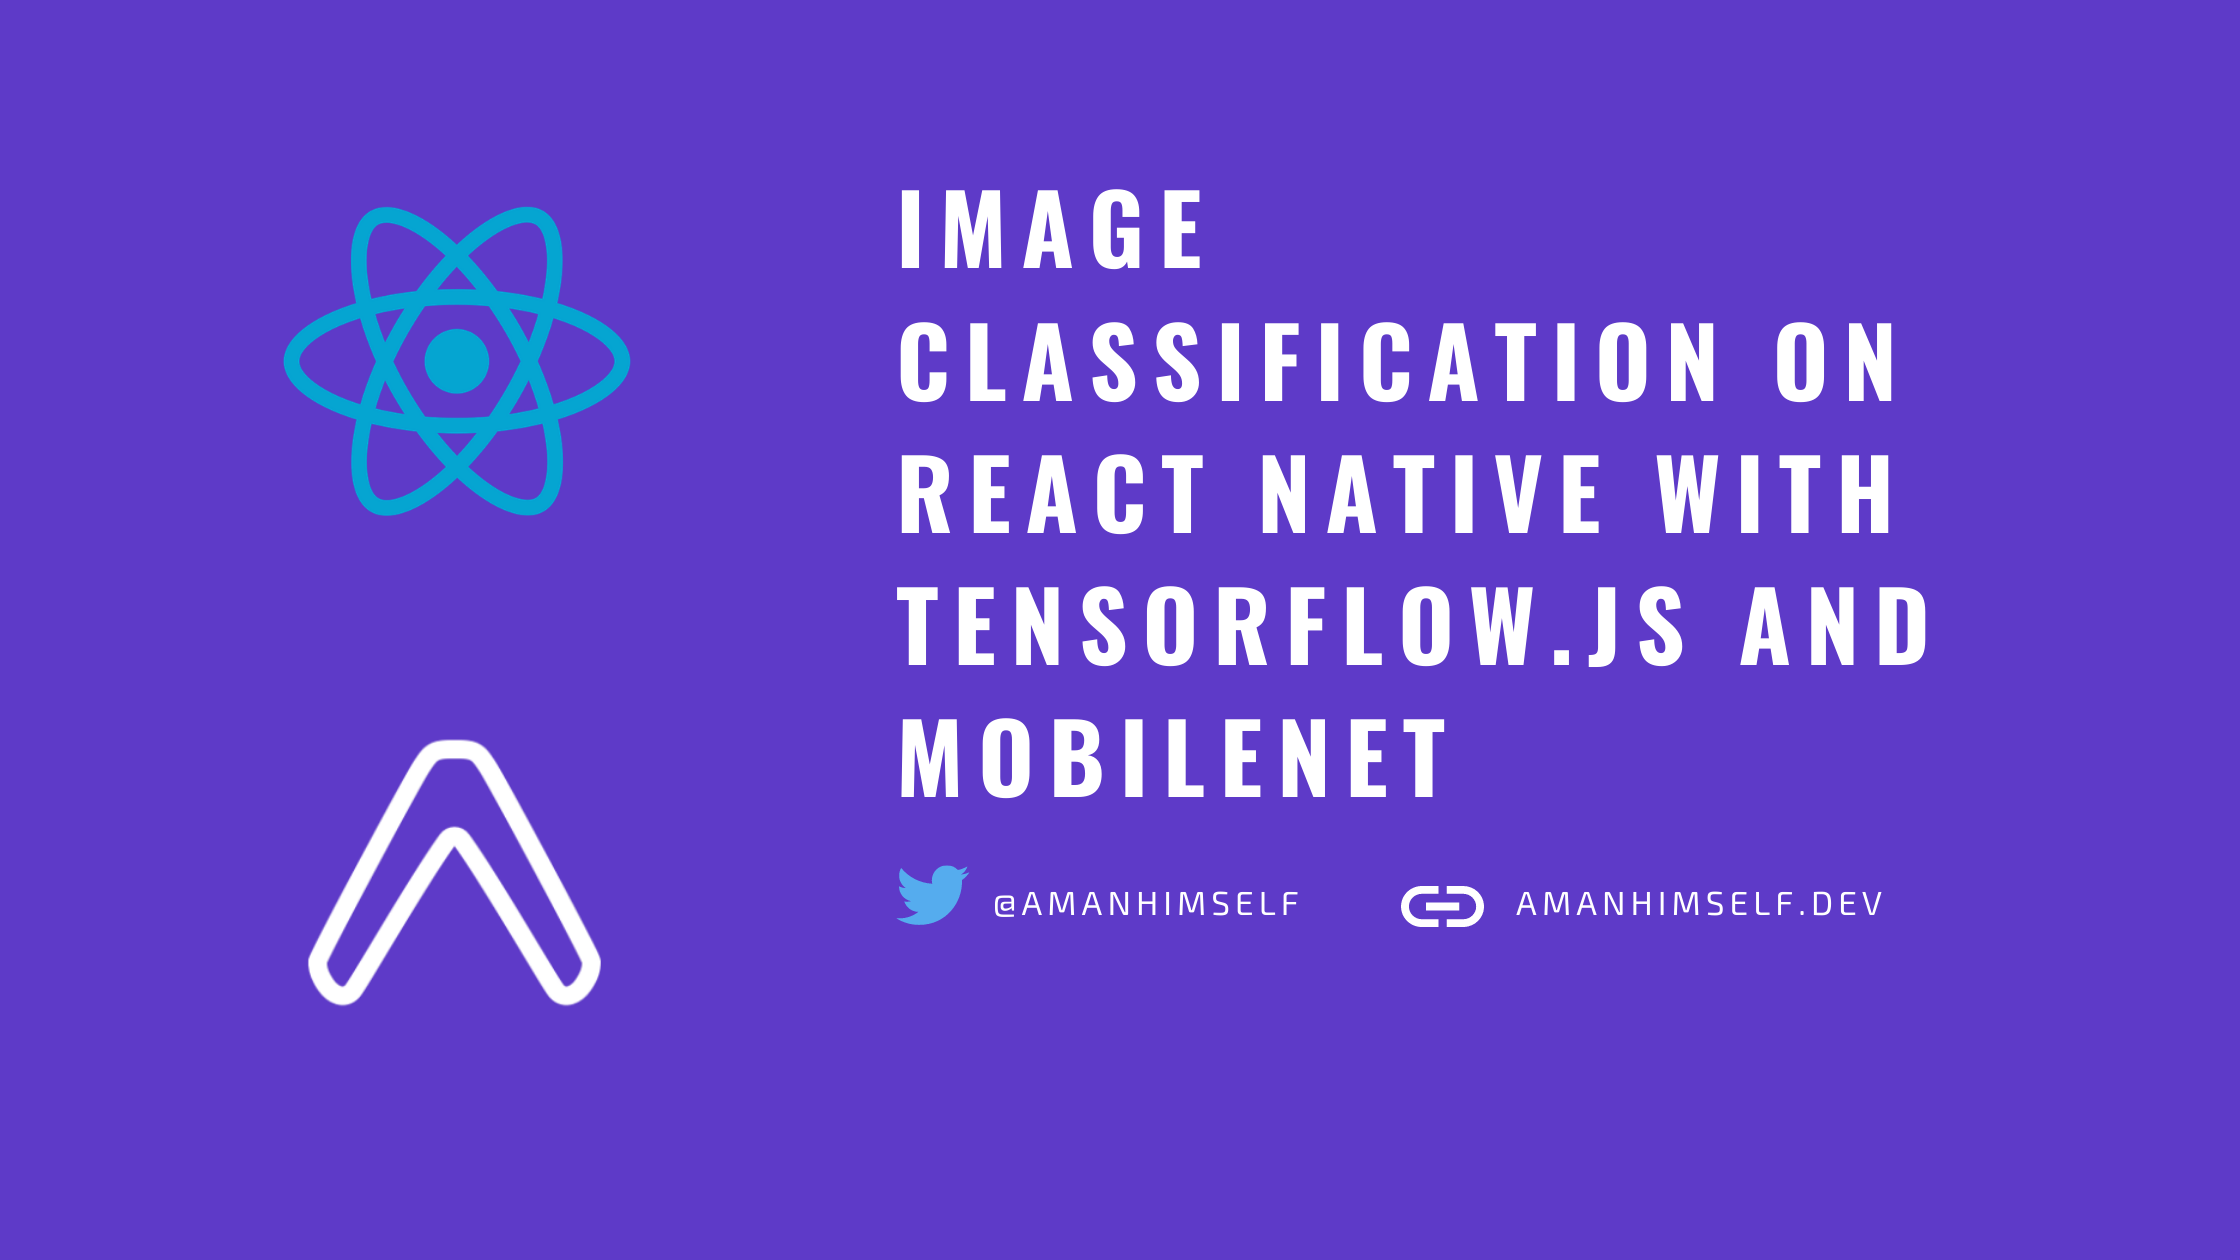 IMAGE
CLASSIFICATION ON
REACT NATIVE WITH
TENSORFLOW.JS AND
MOBILENET
@AMANHIMSELF AMANHIMSELF.DEV